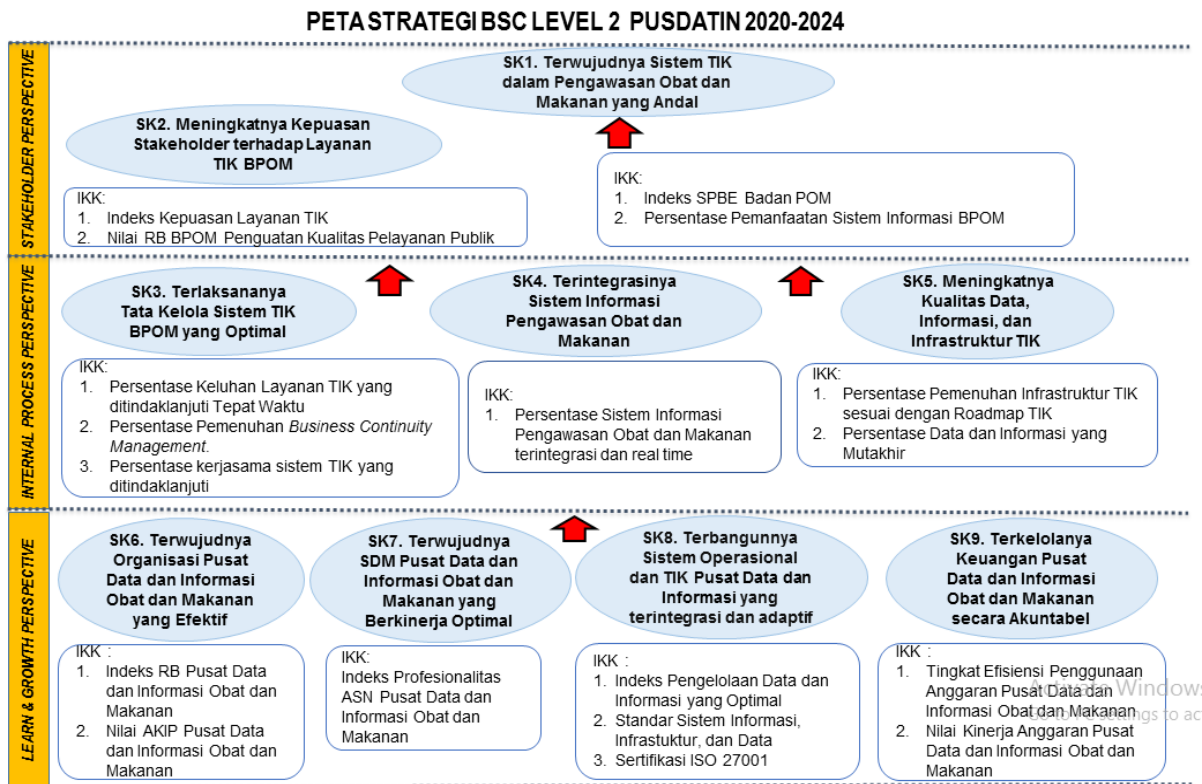 PETA STRATEGI BSC LEVEL 2 PUSDATIN 2020-2024
STAKEHOLDER PERSPECTIVE
SK1. Terwujudnya Sistem TIK
dalam Pengawasan Obat dan
Makanan yang Andal
SK2. Meningkatnya Kepuasan
Stakeholder terhadap Layanan
TIK BPOM
IKK:
1. Indeks Kepuasan Layanan TIK
2. Nilai RB BPOM Penguatan Kualitas Pelayanan Publik
IKK:
1. Indeks SPBE Badan POM
2. Persentase Pemanfaatan Sistem Informasi BPOM
INTERNAL PROCESS PERSPECTIVE
SK3. Terlaksananya
Tata Kelola Sistem TIK
BPOM yang Optimal
IKK:
1. Persentase Keluhan Layanan TIK yang
ditindaklanjuti Tepat Waktu
2. Persentase Pemenuhan Business Continuity
Management.
3. Persentase kerjasama sistem TIK yang
ditindaklanjuti
SK4. Terintegrasinya
Sistem Informasi
Pengawasan Obat dan
Makanan
IKK:
1. Persentase Sistem Informasi
Pengawasan Obat dan Makanan
terintegrasi dan real time
SK5. Meningkatnya
Kualitas Data,
Informasi, dan
Infrastruktur TIK
IKK:
1. Persentase Pemenuhan Infrastruktur TIK
sesuai dengan Roadmap TIK
2. Persentase Data dan Informasi yang
Mutakhir
LEARN & GROWTH PERSPECTIVE
SK6. Terwujudnya
Organisasi Pusat
Data dan Informasi
Obat dan Makanan
yang Efektif
IKK :
1. Indeks RB Pusat Data
dan Informasi Obat dan
Makanan
2. Nilai AKIP Pusat Data
dan Informasi Obat dan
Makanan
SK7. Terwujudnya
SDM Pusat Data dan
Informasi Obat dan
Makanan yang
Berkinerja Optimal
IKK:
Indeks Profesionalitas
ASN Pusat Data dan
Informasi Obat dan
Makanan
SK8. Terbangunnya
Sistem Operasional
dan TIK Pusat Data dan
Informasi yang
terintegrasi dan adaptif
IKK :
1. Indeks Pengelolaan Data dan
Informasi yang Optimal
2. Standar Sistem Informasi,
Infrastuktur, dan Data
3. Sertifikasi ISO 27001
SK9. Terkelolanya
Keuangan Pusat
Data dan Informasi
Obat dan Makanan
secara Akuntabel
IKK :
1. Tingkat Efisiensi Penggunaan
Anggaran Pusat Data dan
Informasi Obat dan Makanan
2. Nilai Kinerja Anggaran Pusat
Data dan Informasi Obat dan
Makanan
Activate Windows
Go to PC settings to